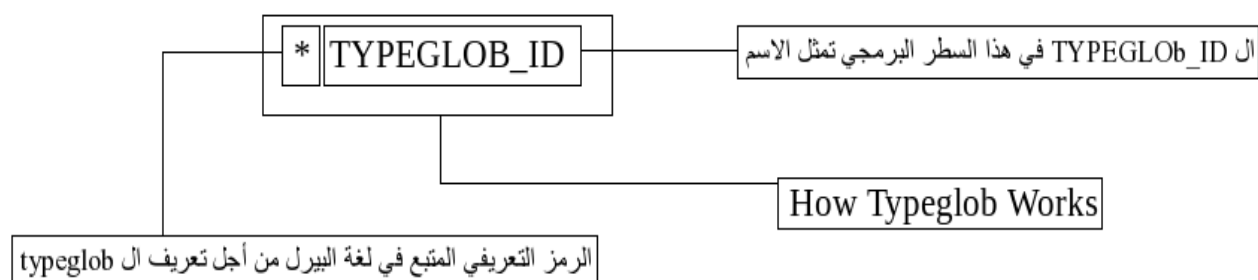 * TYPEGLOB_ID
ال TYPEGLOb_ID في هذا السطر البرمجي تمثل الاسم
How Typeglob Works
الرمز التعريفي المتبع في لغة البيرل من أجل تعريف ال typeglob